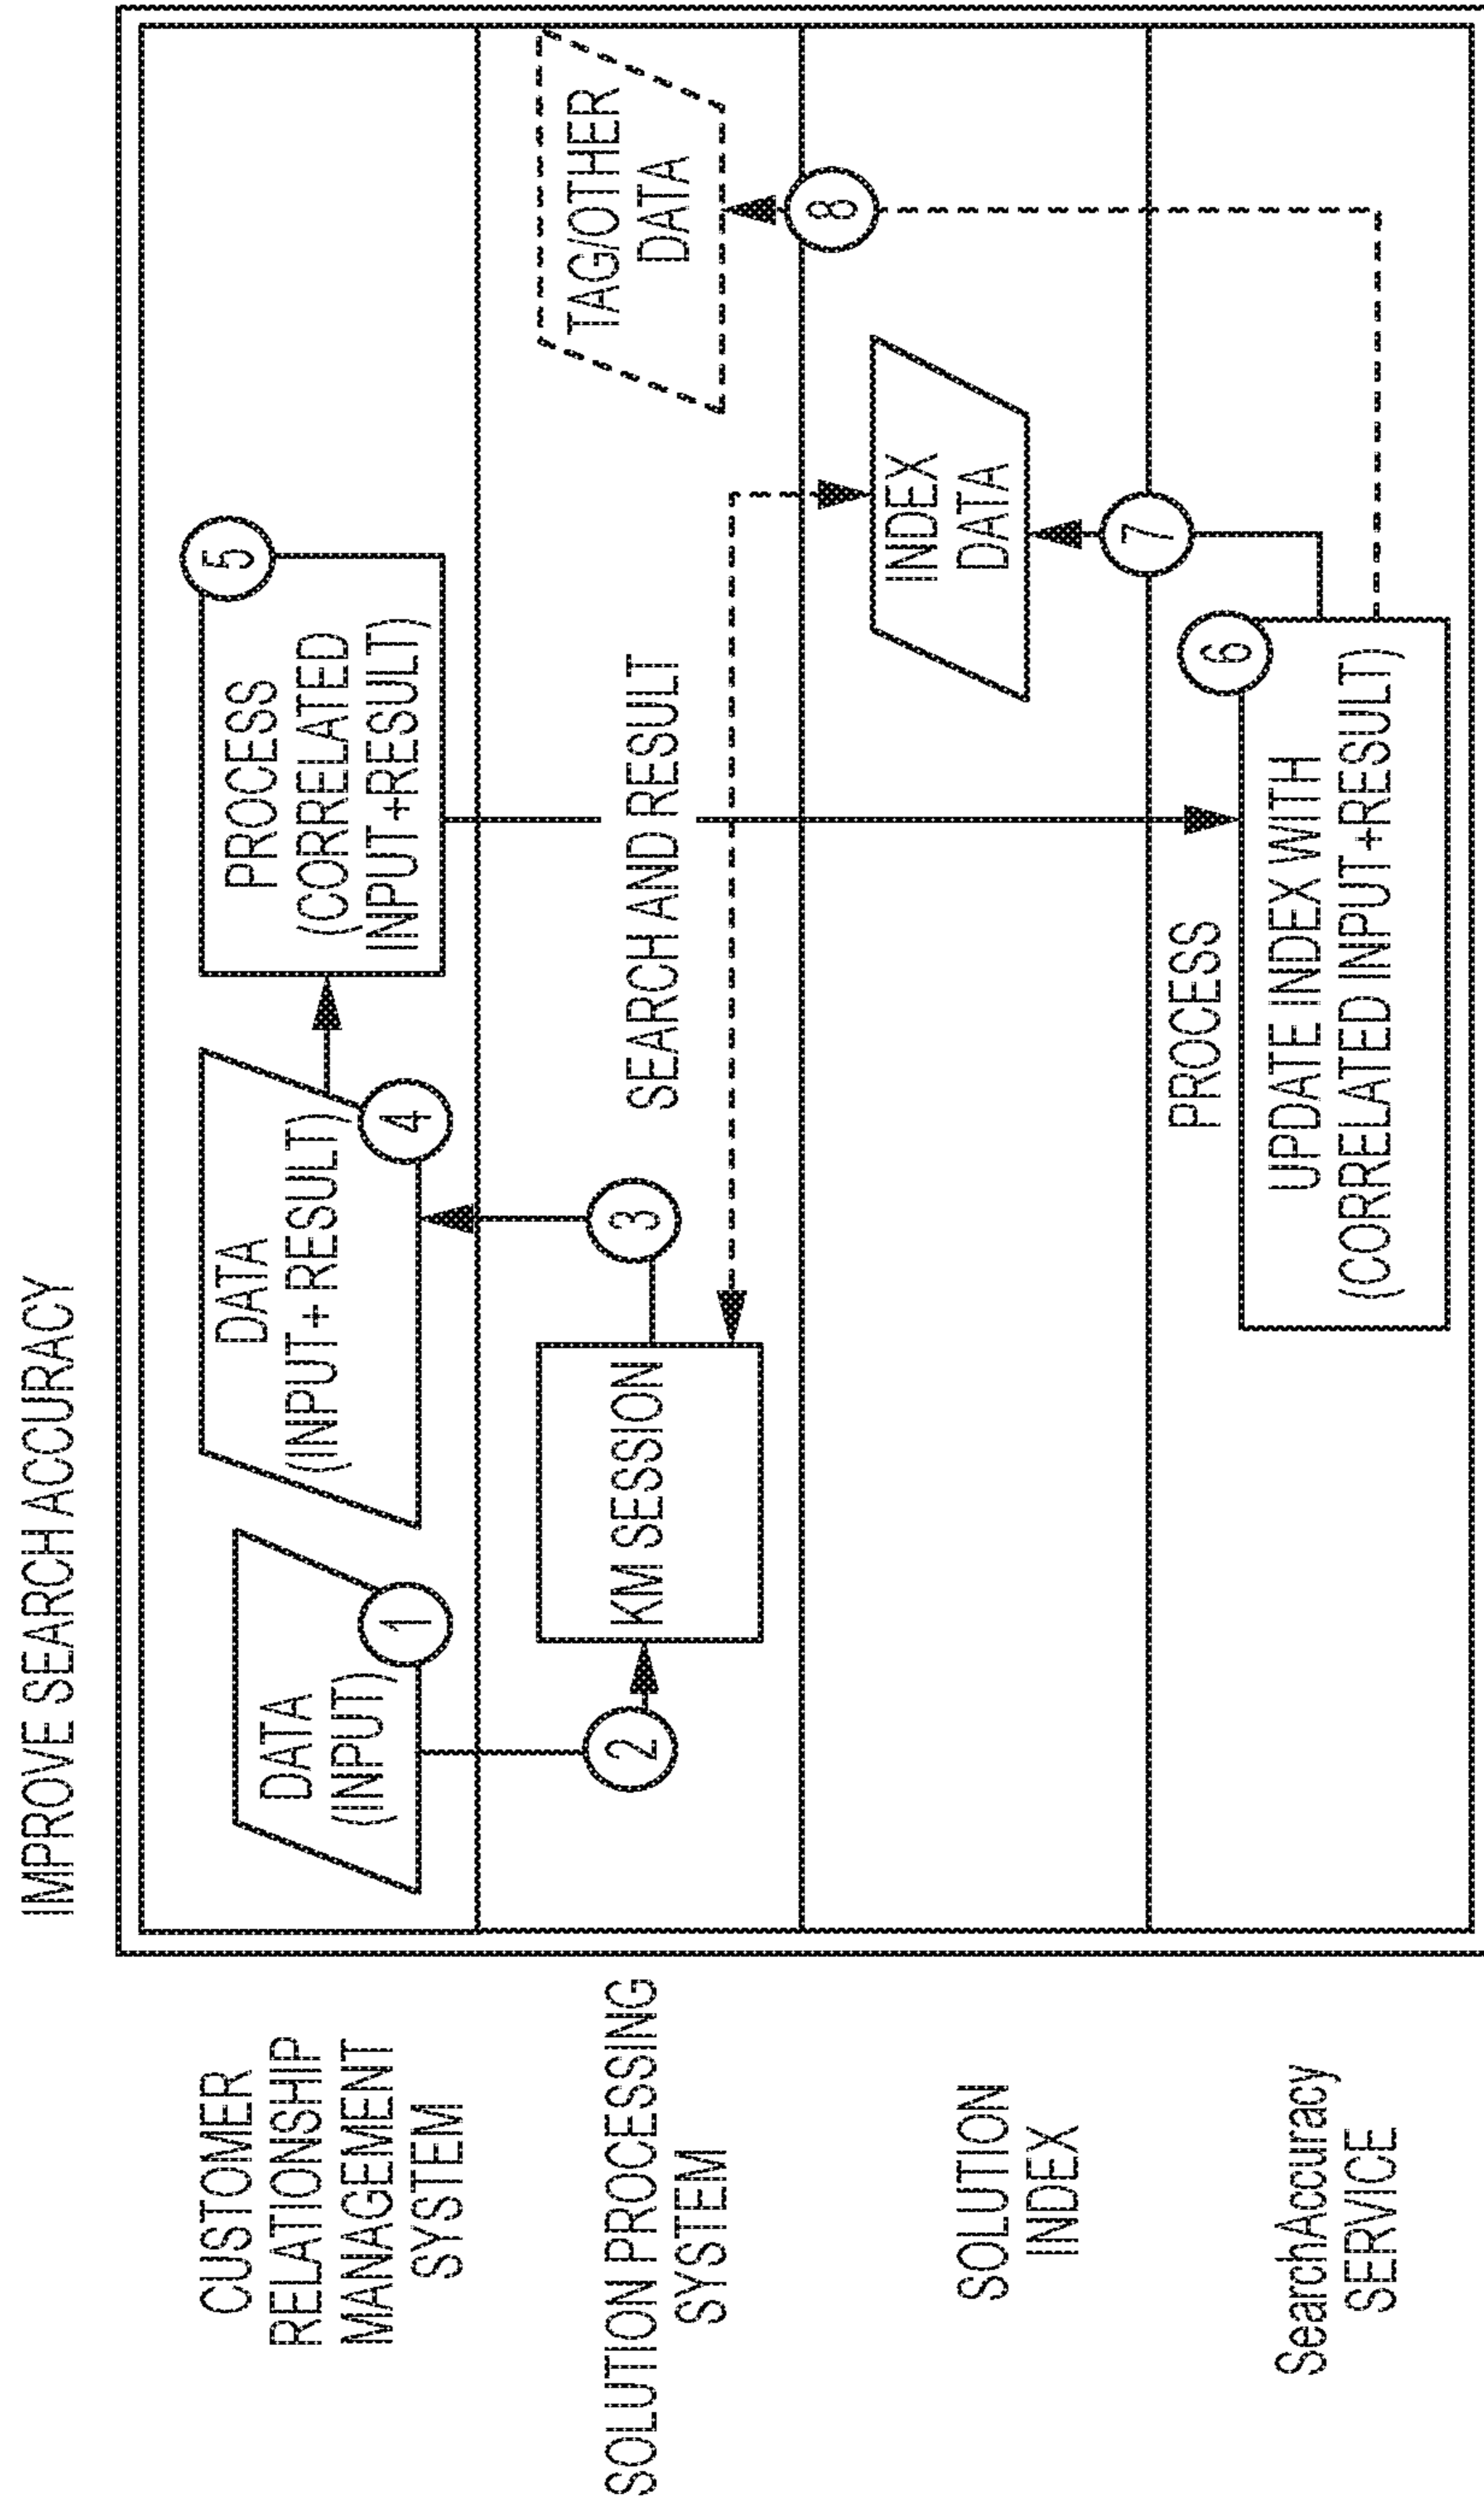 IMPROVE SEARCH ACCURACY
CUSTOMER
RELATIONSHIP
MANAGEMENT
SYSTEM
DATA
(INPUT)
1
DATA
(INPUT+RESULT)
4
PROCESS
(CORRELATED
INPUT+RESULT)
5
SOLUTION PROCESSING
SYSTEM
2
KM SESSION
3
SEARCH AND RESULT
TAG/OTHER
DATA
8
SOLUTION
INDEX
INDEX
DATA
7
SearchAccuracy
SERVICE
PROCESS
6
UPDATE INDEX WITH
(CORRELATED INPUT+RESULT)